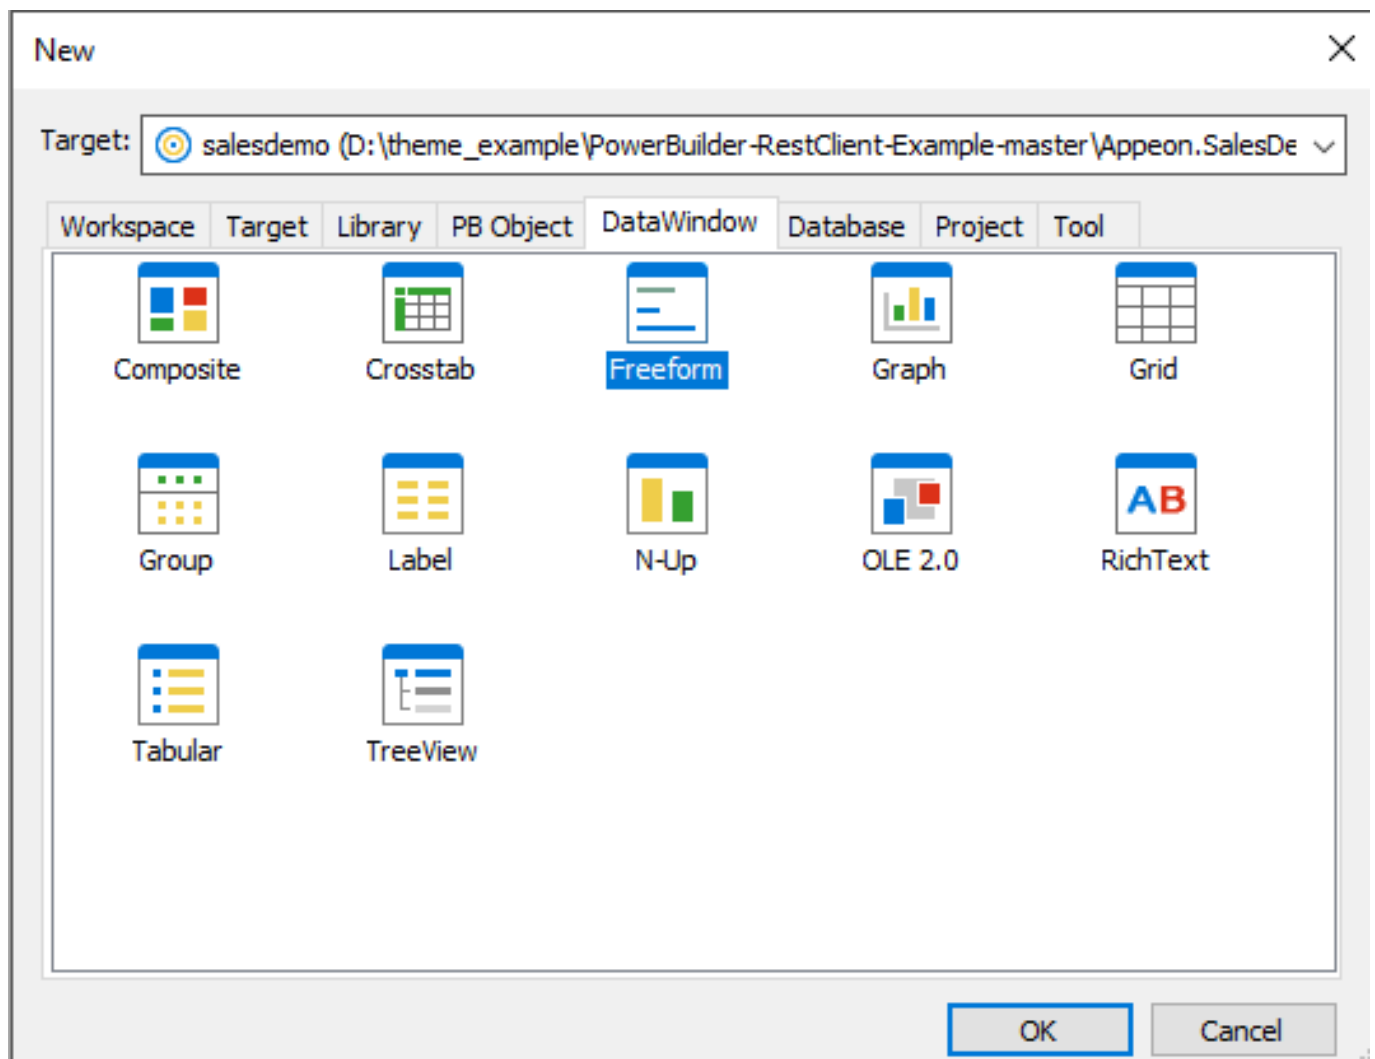 New
Target: salesdemo (D:\theme_example\PowerBuilder-RestClient-Example-master\Appeon.SalesDe
Workspace Target Library PB Object DataWindow Database Project Tool
Composite Crosstab Freeform Graph Grid
Group Label N-Up OLE 2.0 RichText
AB
Tabular TreeView
OK Cancel